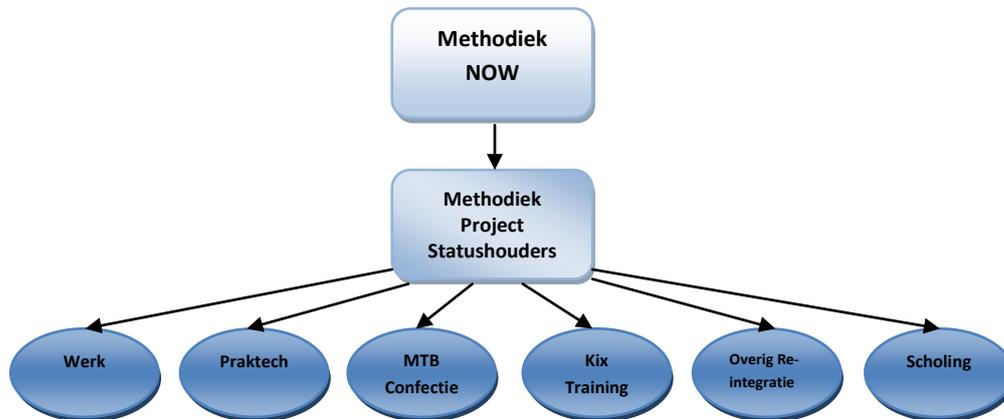 Methodiek
NOW
Methodiek
Project
Statushouders
Werk
Praktech
MTB
Confectie
Kix
Training
Overig Re-
integratie
Scholing